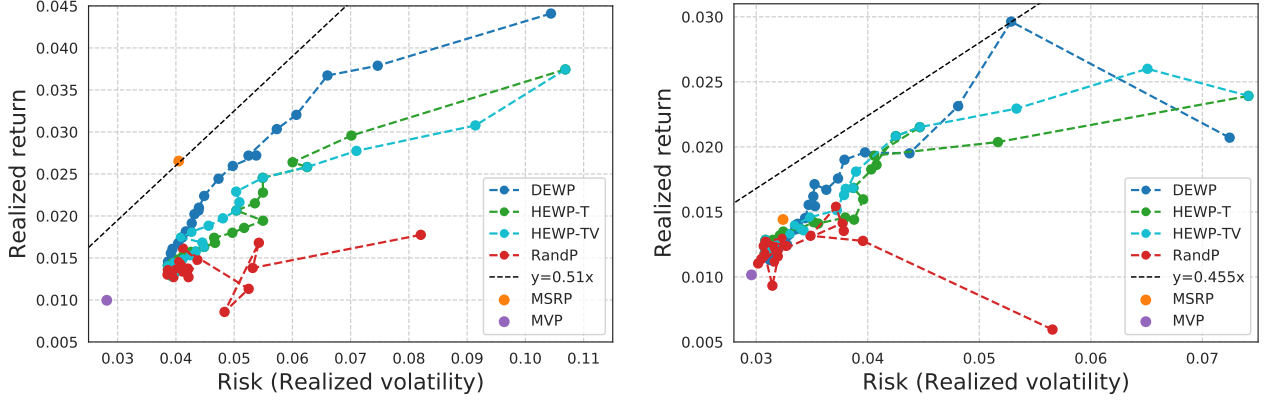 0.045
0.040
0.035
0.030
0.025
0.020
0.015
0.010
0.005
Realized return
0.03 0.04 0.05 0.06 0.07 0.08 0.09 0.10 0.11
Risk (Realized volatility)
DEWP
HEWP-T
HEWP-TV
RandP
y=0.51x
MSRP
MVP
0.030
0.025
0.020
0.015
0.010
0.005
Realized return
0.03 0.04 0.05 0.06 0.07
Risk (Realized volatility)
DEWP
HEWP-T
HEWP-TV
RandP
y=0.455x
MSRP
MVP